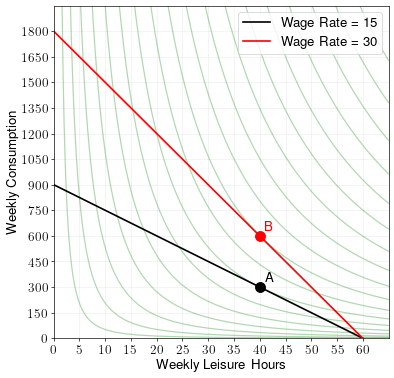 Wage Rate = 15
Wage Rate = 30
1800
1650
1500
1350
1200
1050
900
750
600
450
300
150
0
B
A
0 5 10 15 20 25 30 35 40 45 50 55 60
Weekly Leisure Hours
Weekly Consumption